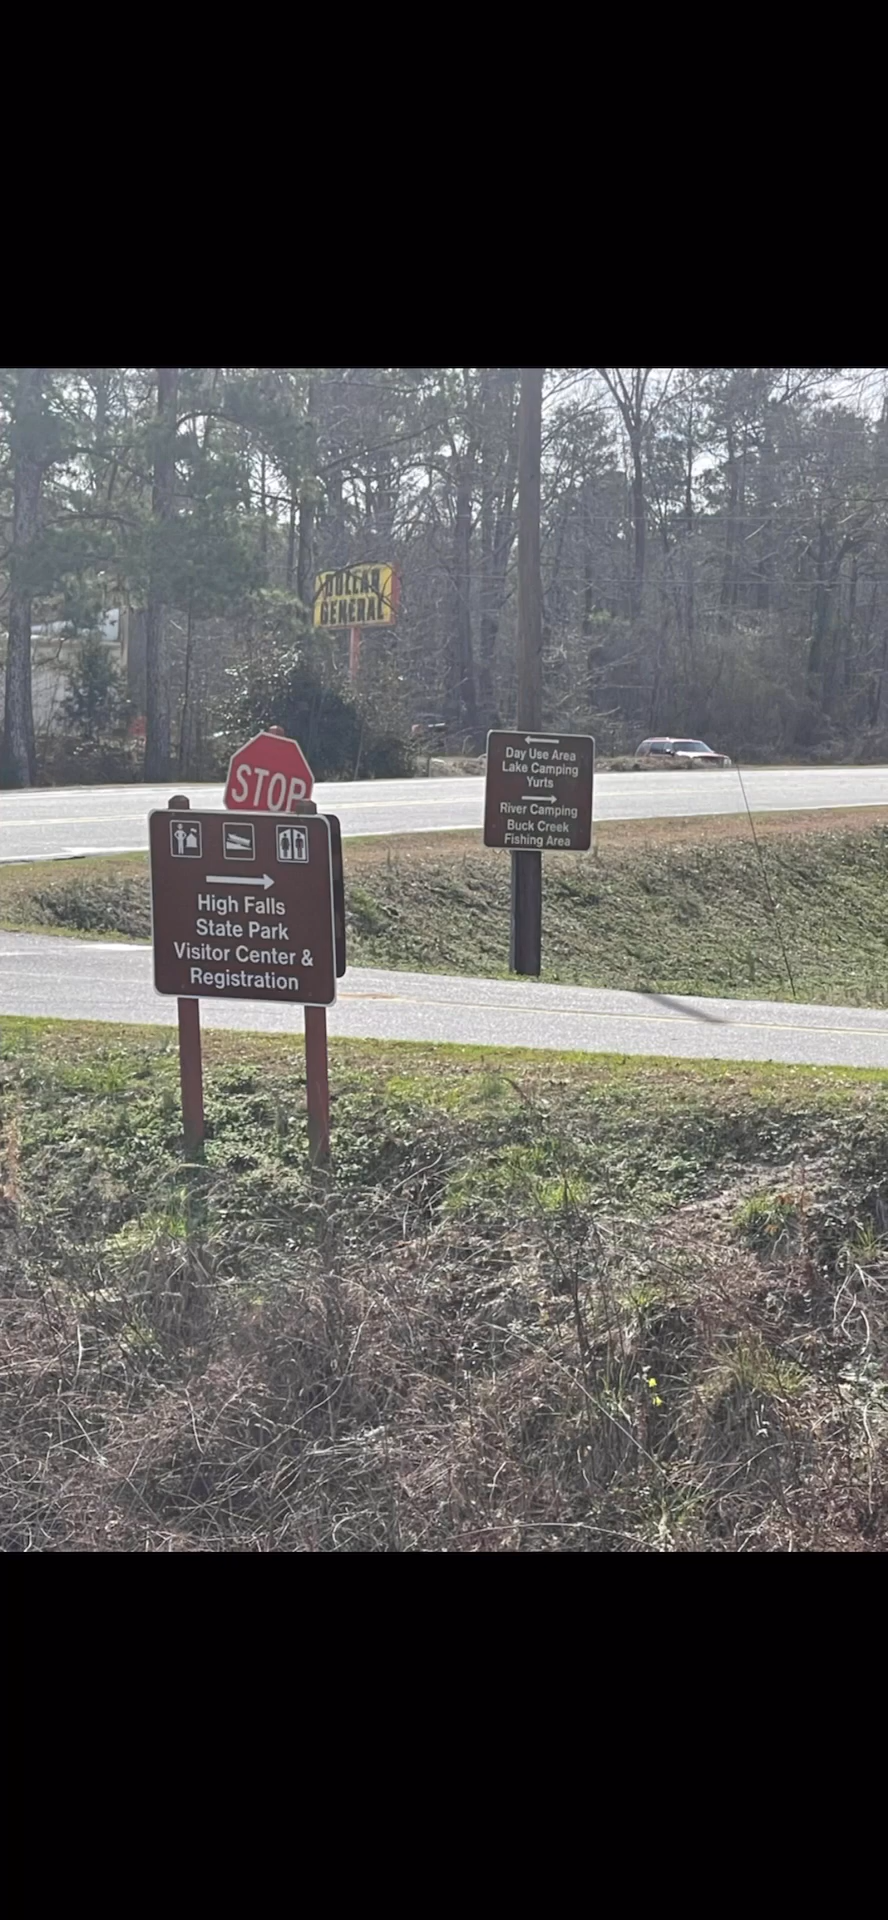 DOLLAR
GENERAL
STOP
High Falls
State Park
Visitor Center &
Registration
Day Use Area
Lake Camping
Yurts
River Camping
Buck Creek
Fishing Area